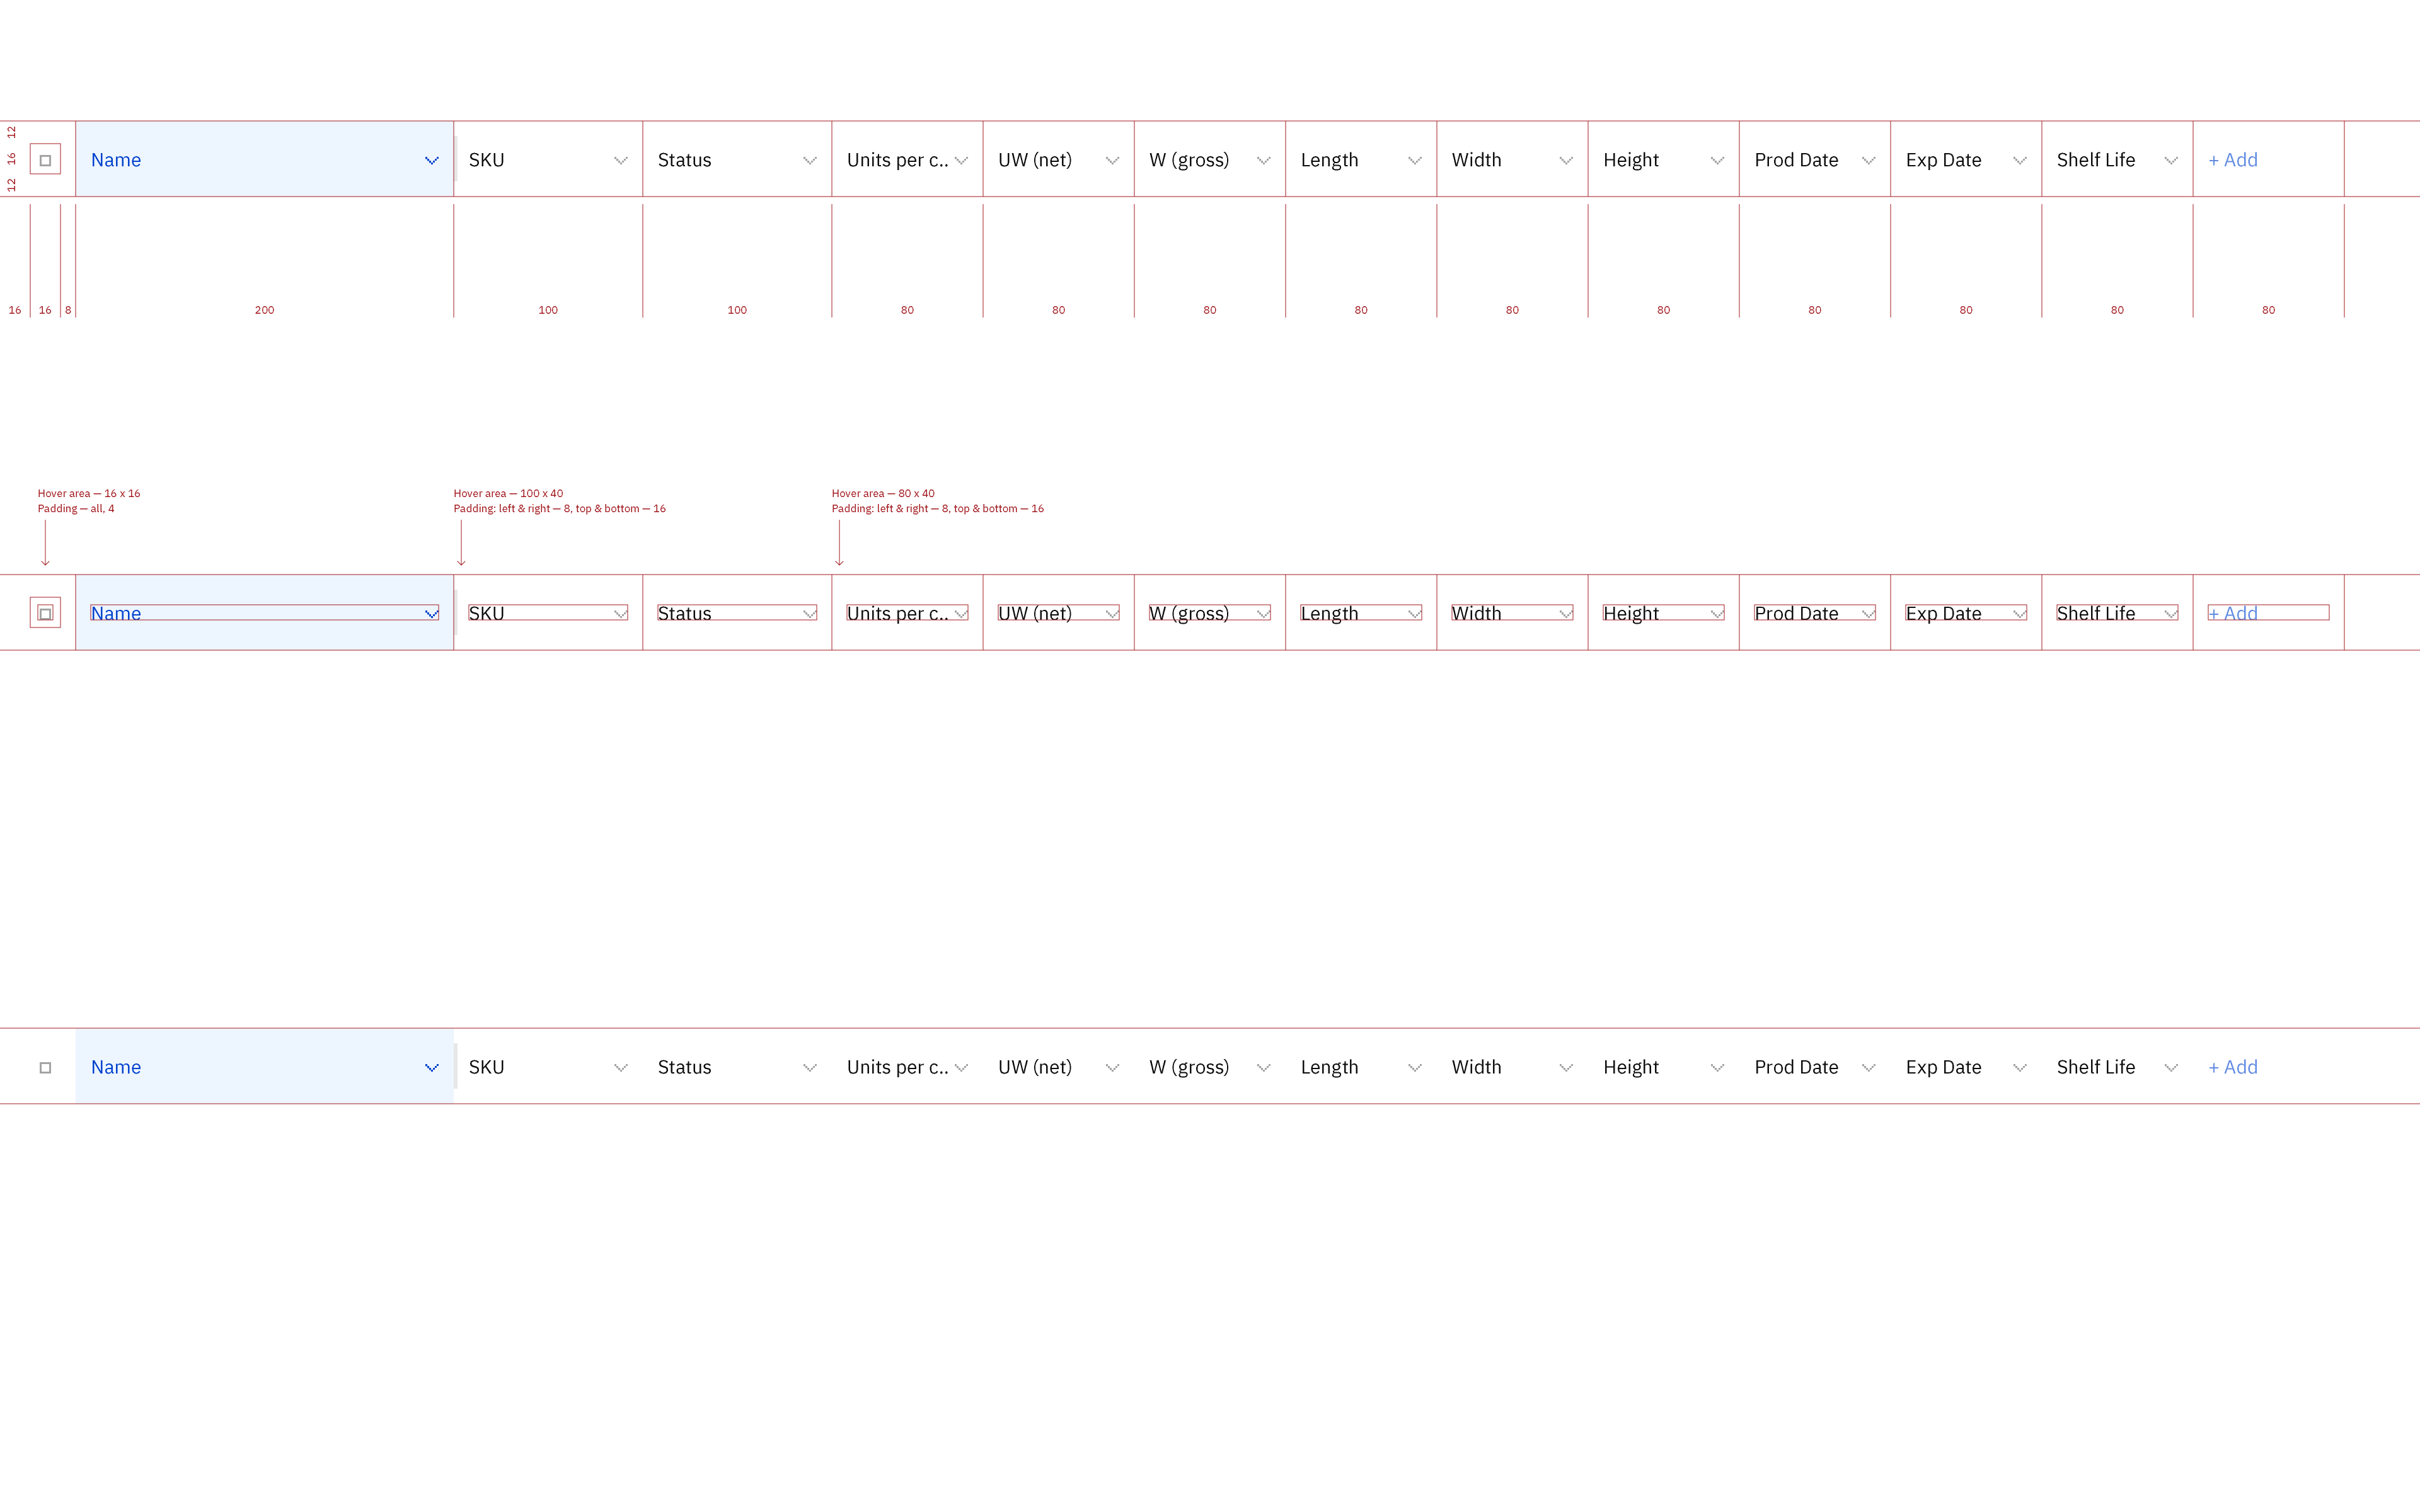 12
16
12
Name SKU Status Units per c.. UW (net) W (gross) Length Width Height Prod Date Exp Date Shelf Life + Add
16 16 8 200 100 100 80 80 80 80 80 80 80 80 80 80
Hover area — 16 x 16
Padding — all, 4
Hover area — 100 x 40
Padding: left & right — 8, top & bottom — 16
Hover area — 80 x 40
Padding: left & right — 8, top & bottom — 16
Name SKU Status Units per c.. UW (net) W (gross) Length Width Height Prod Date Exp Date Shelf Life + Add
Name SKU Status Units per c.. UW (net) W (gross) Length Width Height Prod Date Exp Date Shelf Life + Add